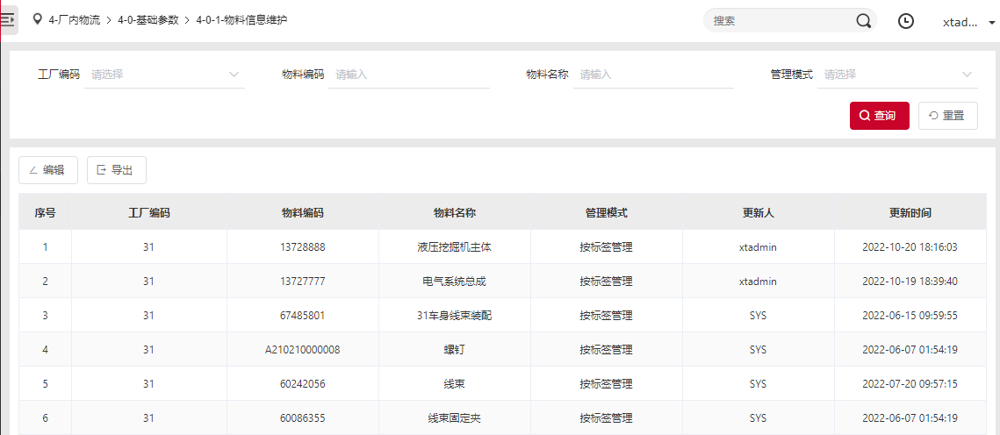 4-厂内物流 > 4-0-基础参数 > 4-0-1-物料信息维护 搜索 xtad...
工厂编码 请选择 物料编码 请输入 物料名称 请输入 管理模式 请选择
查询 重置
编辑 导出
序号 工厂编码 物料编码 物料名称 管理模式 更新人 更新时间
1 31 13728888 液压挖掘机主体 按标签管理 xtadmin 2022-10-20 18:16:03
2 31 13727777 电气系统总成 按标签管理 xtadmin 2022-10-19 18:39:40
3 31 67485801 31车身线束装配 按标签管理 SYS 2022-06-15 09:59:55
4 31 A210210000008 螺钉 按标签管理 SYS 2022-06-07 01:54:19
5 31 60242056 线束 按标签管理 SYS 2022-07-20 09:57:15
6 31 60086355 线束固定夹 按标签管理 SYS 2022-06-07 01:54:19